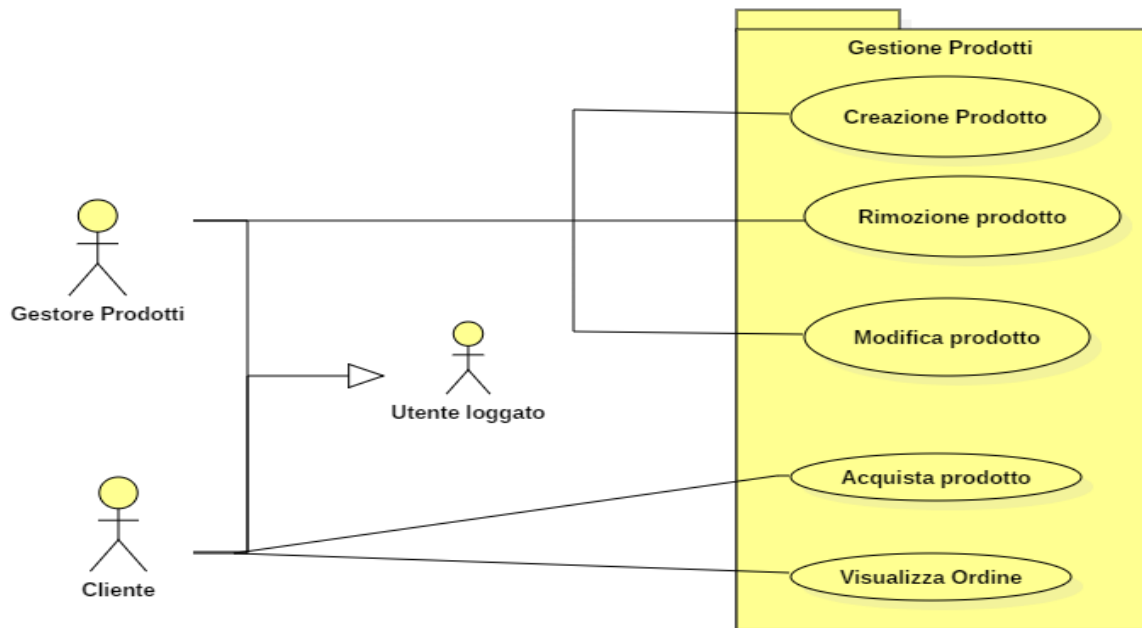 Gestione Prodotti
Creazione Prodotto
Rimozione prodotto
Gestore Prodotti
Modifica prodotto
Utente loggato
Acquista prodotto
Visualizza Ordine
Cliente